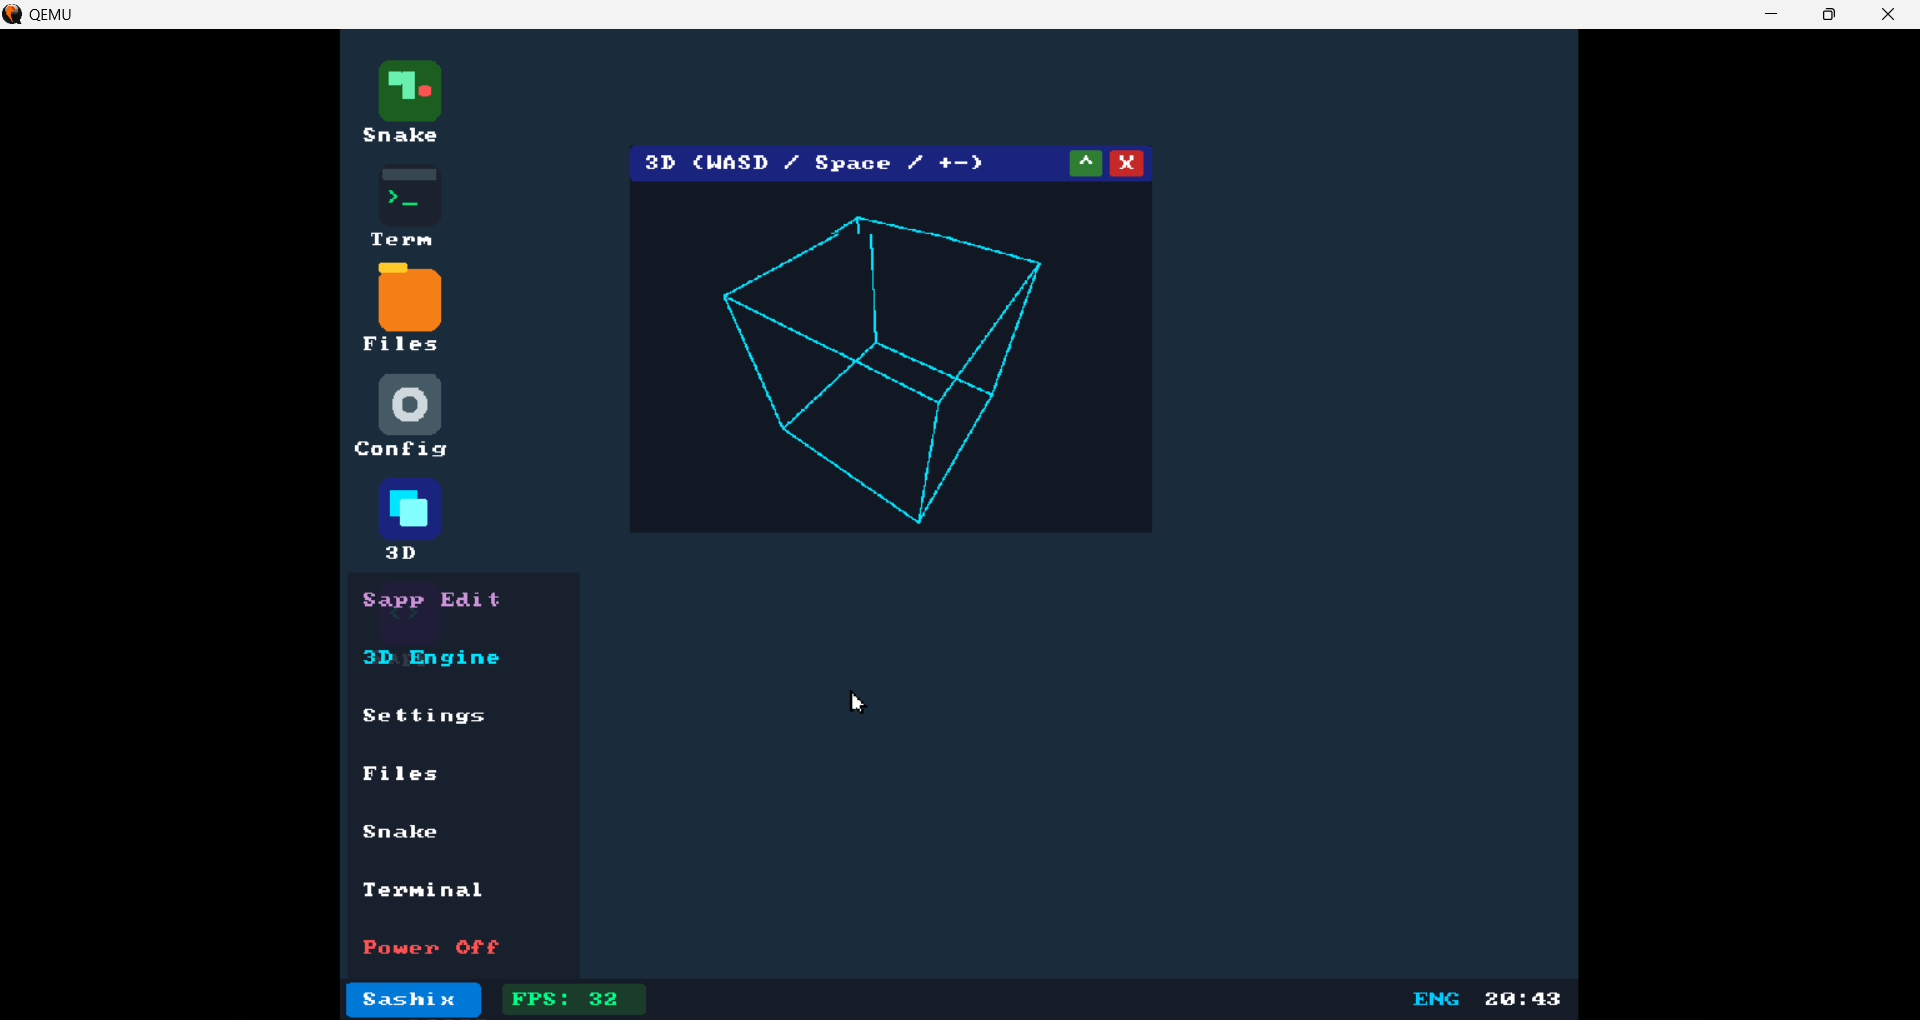 QEMU
Snake
>_
Term
Files
Config
3D
3D (WASD / Space / +-)
^ X
Sapp Edit
3D Engine
Settings
Files
Snake
Terminal
Power Off
Sashix
FPS: 32
ENG 20:43